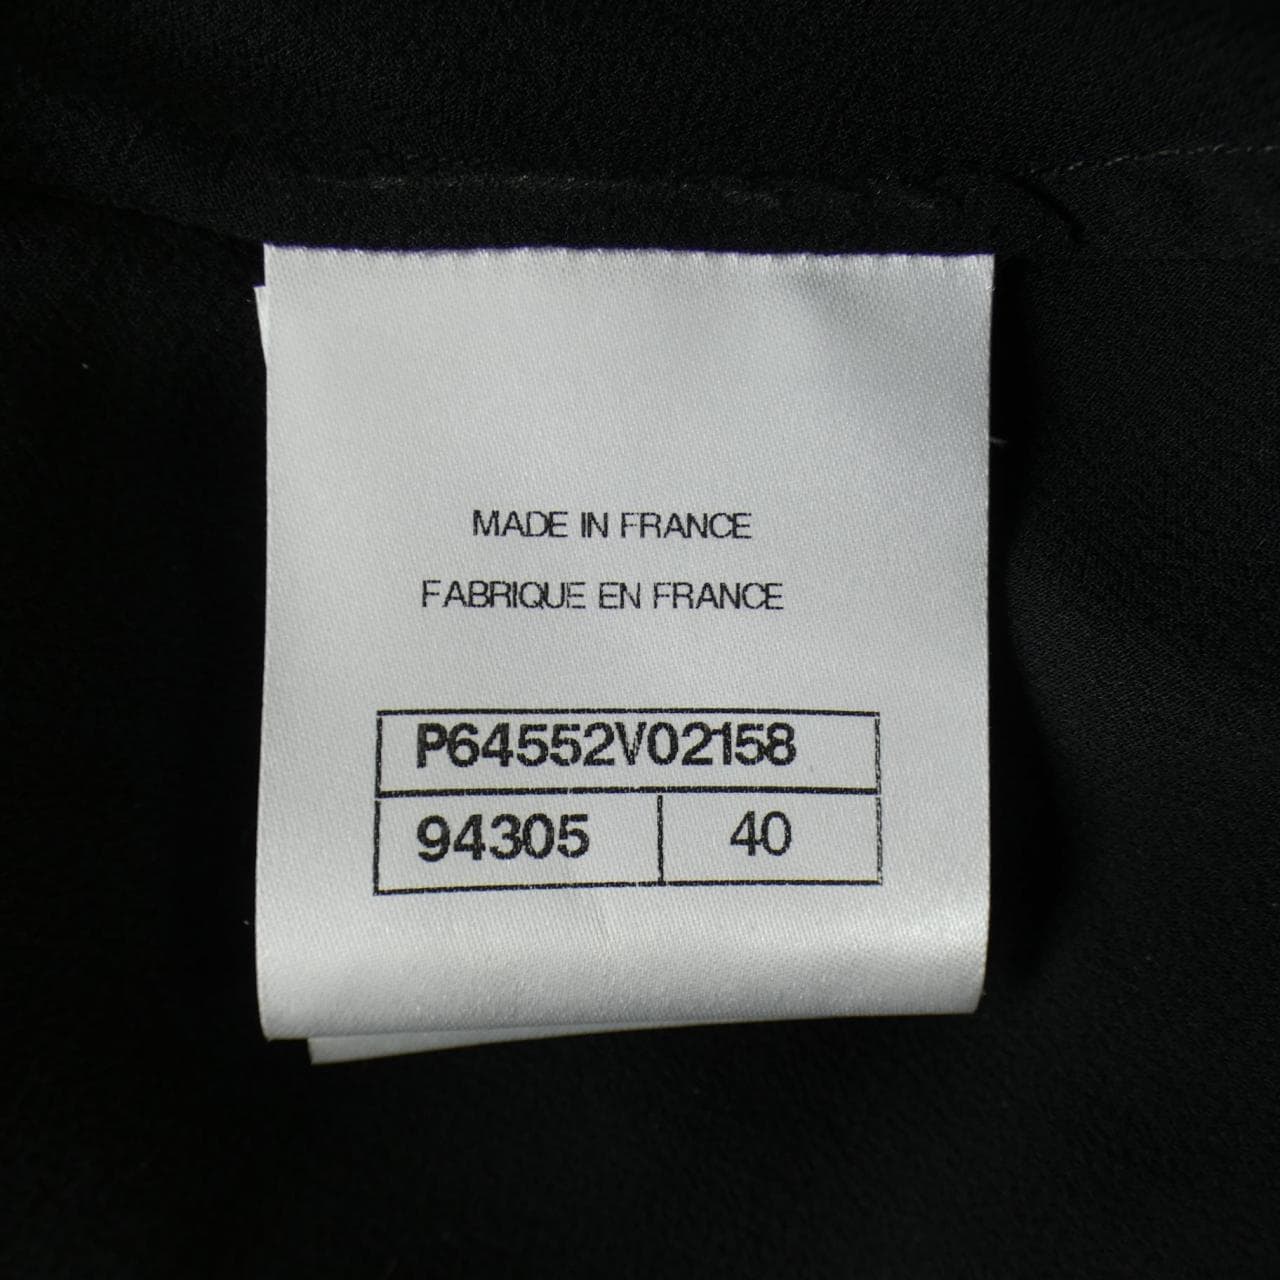 MADE IN FRANCE
FABRIQUE EN FRANCE
P64552V02158
94305 40